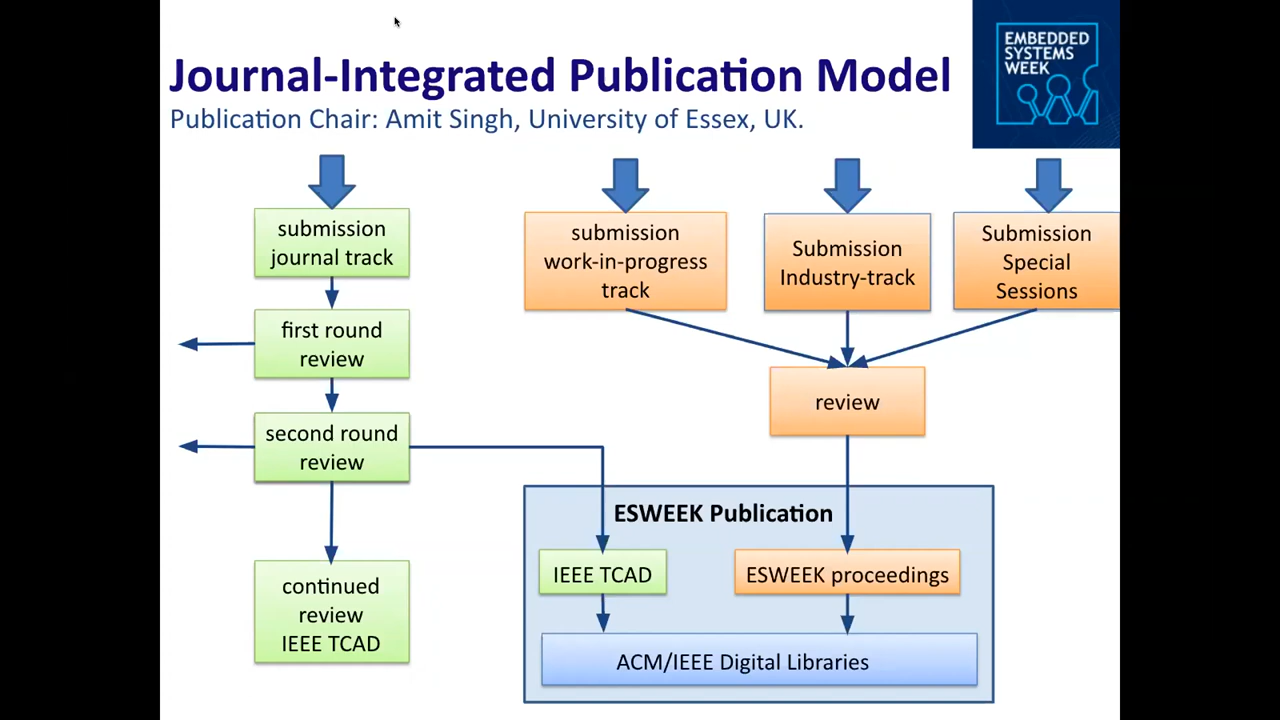 Journal-Integrated Publication Model
Publication Chair: Amit Singh, University of Essex, UK.
EMBEDDED
SYSTEMS
WEEK
submission
journal track
first round
review
second round
review
continued
review
IEEE TCAD
submission
work-in-progress
track
Submission
Industry-track
Submission
Special
Sessions
review
ESWEEK Publication
IEEE TCAD
ESWEEK proceedings
ACM/IEEE Digital Libraries